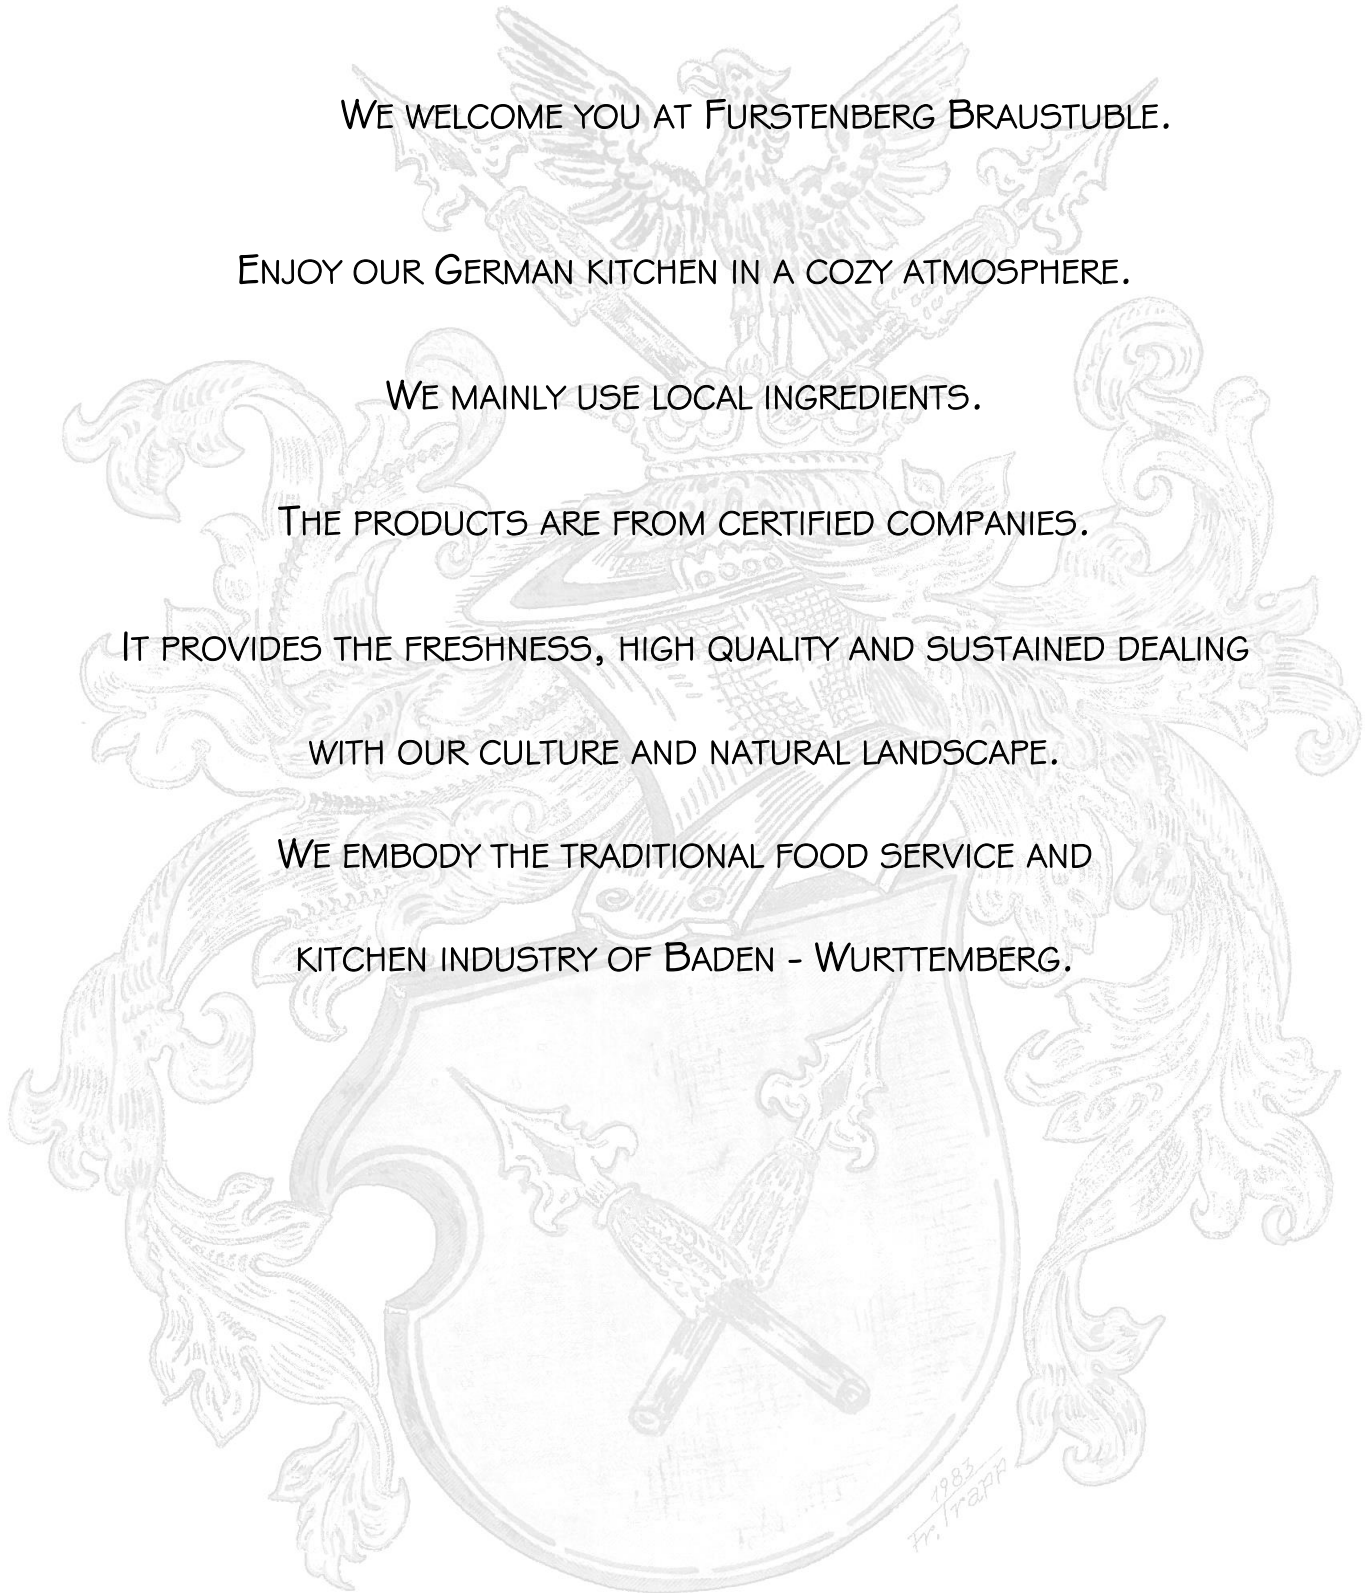 We welcome you at Furstenberg Braustuble.
Enjoy our German kitchen in a cozy atmosphere.
We mainly use local ingredients.
The products are from certified companies.
It provides the freshness, high quality and sustained dealing
with our culture and natural landscape.
We embody the traditional food service and
kitchen industry of Baden - Wurttemberg.
1983
Fr. Trapp